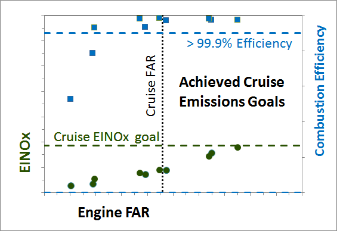 > 99.9% Efficiency
Cruise FAR
Achieved Cruise
Emissions Goals
Cruise EINOx goal
EINOx
Combustion Efficiency
Engine FAR